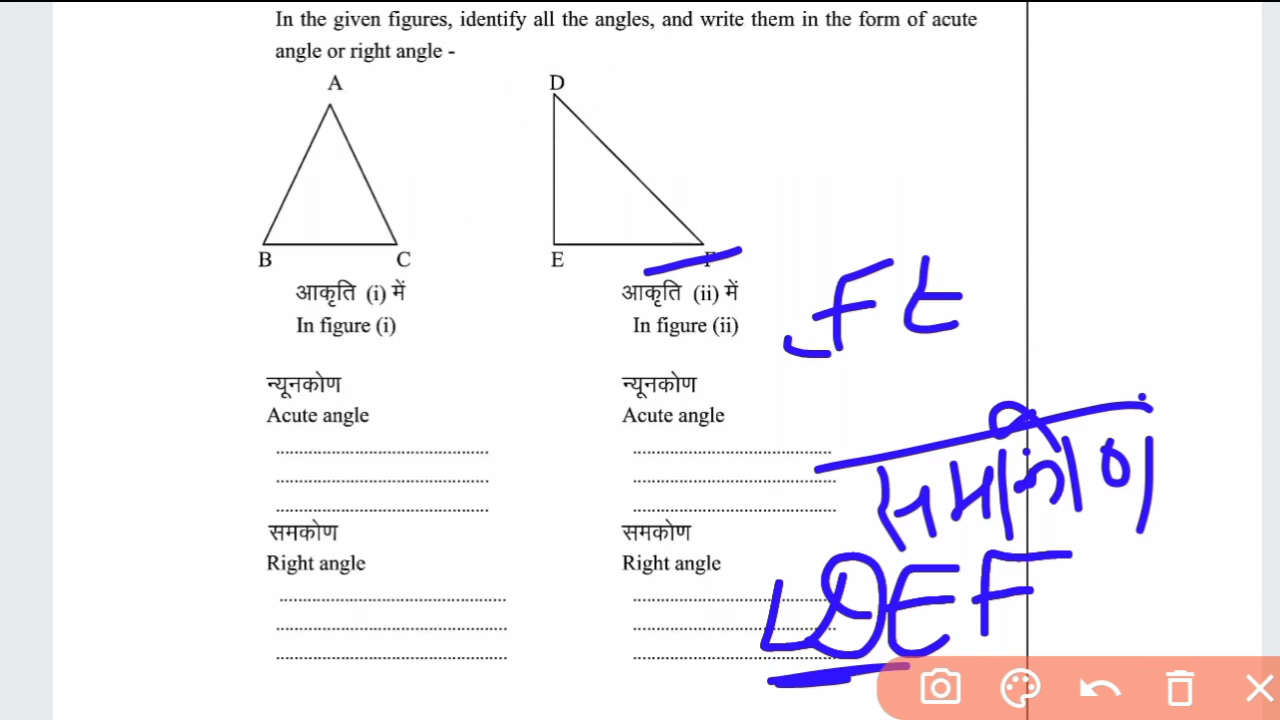 In the given figures, identify all the angles, and write them in the form of acute
angle or right angle -
A
D
B
C
E
F
आकृति (i) में
आकृति (ii) में
In figure (i)
In figure (ii)
न्यूनकोण
न्यूनकोण
Acute angle
Acute angle
..........................................
..........................................
..........................................
..........................................
..........................................
..........................................
समकोण
समकोण
Right angle
Right angle
..............................................
..............................................
..............................................
..............................................
..............................................
..............................................
∠DEF